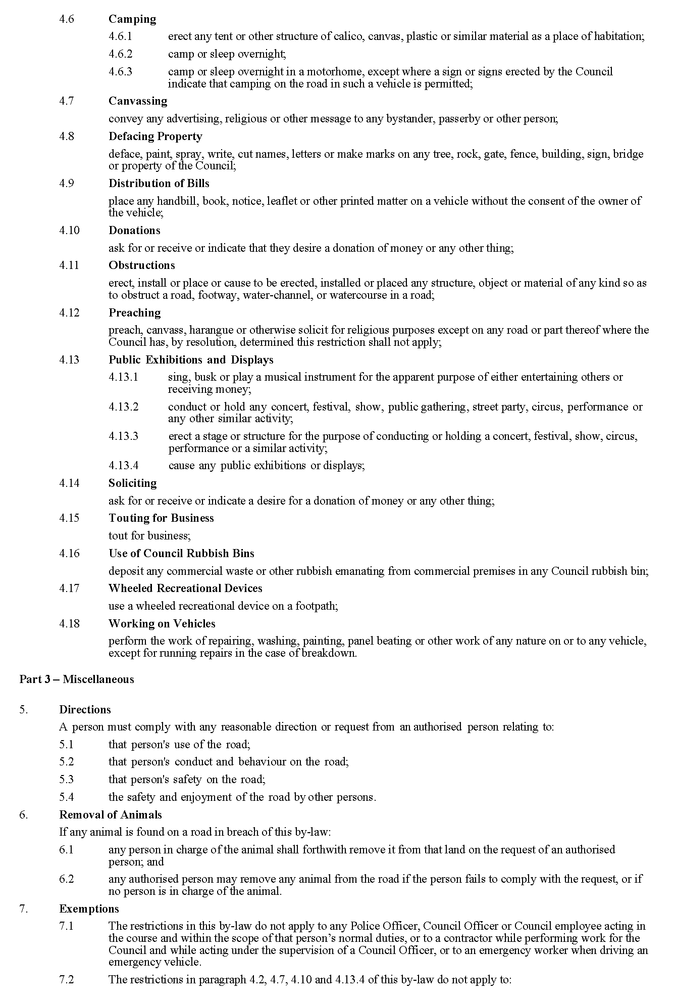 4.6 Camping
4.6.1 erect any tent or other structure of calico, canvas, plastic or similar material as a place of habitation;
4.6.2 camp or sleep overnight;
4.6.3 camp or sleep overnight in a motorhome, except where a sign or signs erected by the Council
indicate that camping on the road in such a vehicle is permitted;
4.7 Canvassing
convey any advertising, religious or other message to any bystander, passerby or other person;
4.8 Defacing Property
deface, paint, spray, write, cut names, letters or make marks on any tree, rock, gate, fence, building, sign, bridge
or property of the Council;
4.9 Distribution of Bills
place any handbill, book, notice, leaflet or other printed matter on a vehicle without the consent of the owner of
the vehicle;
4.10 Donations
ask for or receive or indicate that they desire a donation of money or any other thing;
4.11 Obstructions
erect, install or place or cause to be erected, installed or placed any structure, object or material of any kind so as
to obstruct a road, footway, water-channel, or watercourse in a road;
4.12 Preaching
preach, canvass, harangue or otherwise solicit for religious purposes except on any road or part thereof where the
Council has, by resolution, determined this restriction shall not apply;
4.13 Public Exhibitions and Displays
4.13.1 sing, busk or play a musical instrument for the apparent purpose of either entertaining others or
receiving money;
4.13.2 conduct or hold any concert, festival, show, public gathering, street party, circus, performance or
any other similar activity;
4.13.3 erect a stage or structure for the purpose of conducting or holding a concert, festival, show, circus,
performance or a similar activity;
4.13.4 cause any public exhibitions or displays;
4.14 Soliciting
ask for or receive or indicate a desire for a donation of money or any other thing;
4.15 Touting for Business
tout for business;
4.16 Use of Council Rubbish Bins
deposit any commercial waste or other rubbish emanating from commercial premises in any Council rubbish bin;
4.17 Wheeled Recreational Devices
use a wheeled recreational device on a footpath;
4.18 Working on Vehicles
perform the work of repairing, washing, painting, panel beating or other work of any nature on or to any vehicle,
except for running repairs in the case of breakdown.
Part 3 – Miscellaneous
5. Directions
A person must comply with any reasonable direction or request from an authorised person relating to:
5.1 that person's use of the road;
5.2 that person's conduct and behaviour on the road;
5.3 that person's safety on the road;
5.4 the safety and enjoyment of the road by other persons.
6. Removal of Animals
If any animal is found on a road in breach of this by-law:
6.1 any person in charge of the animal shall forthwith remove it from that land on the request of an authorised
person; and
6.2 any authorised person may remove any animal from the road if the person fails to comply with the request, or if
no person is in charge of the animal.
7. Exemptions
7.1 The restrictions in this by-law do not apply to any Police Officer, Council Officer or Council employee acting in
the course and within the scope of that person’s normal duties, or to a contractor while performing work for the
Council and while acting under the supervision of a Council Officer, or to an emergency worker when driving an
emergency vehicle.
7.2 The restrictions in paragraph 4.2, 4.7, 4.10 and 4.13.4 of this by-law do not apply to: